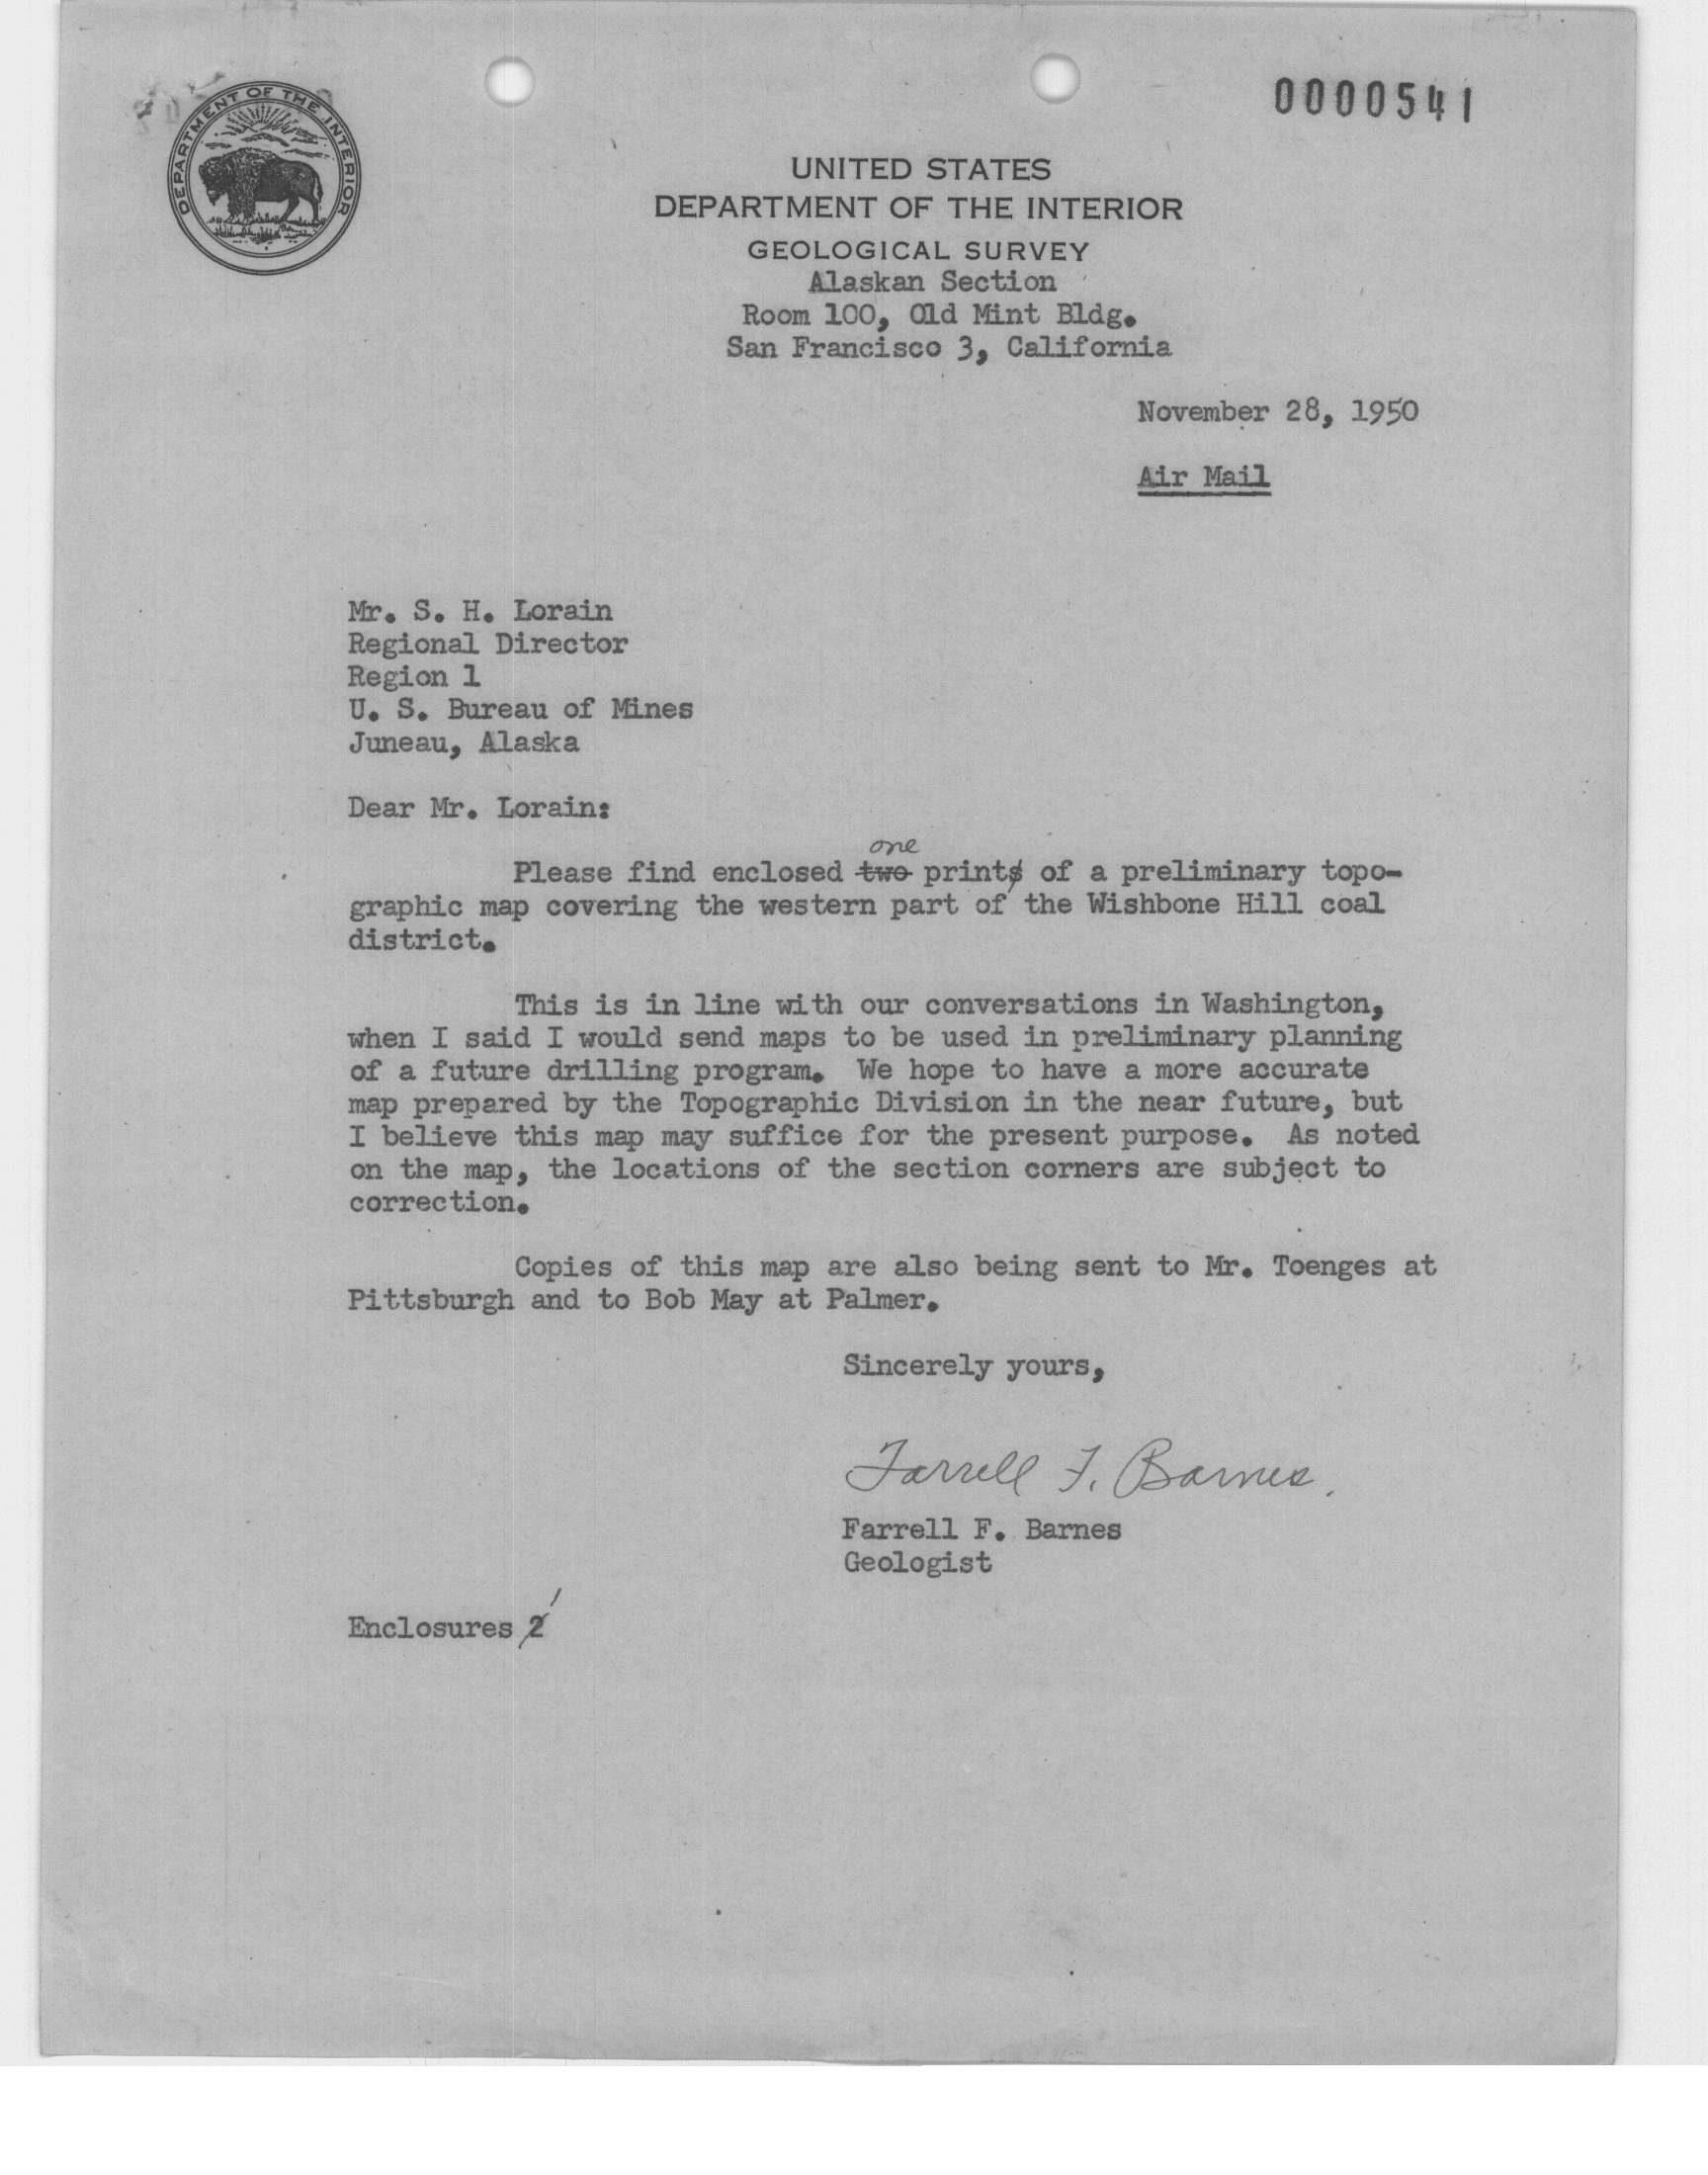 DEPARTMENT OF THE INTERIOR
0000541
UNITED STATES
DEPARTMENT OF THE INTERIOR
GEOLOGICAL SURVEY
Alaskan Section
Room 100, Old Mint Bldg.
San Francisco 3, California
November 28, 1950
Air Mail
Mr. S. H. Lorain
Regional Director
Region 1
U. S. Bureau of Mines
Juneau, Alaska
Dear Mr. Lorain:
one
Please find enclosed two prints of a preliminary topo-
graphic map covering the western part of the Wishbone Hill coal
district.
This is in line with our conversations in Washington,
when I said I would send maps to be used in preliminary planning
of a future drilling program. We hope to have a more accurate
map prepared by the Topographic Division in the near future, but
I believe this map may suffice for the present purpose. As noted
on the map, the locations of the section corners are subject to
correction.
Copies of this map are also being sent to Mr. Toenges at
Pittsburgh and to Bob May at Palmer.
Sincerely yours,
Farrell F. Barnes.
Farrell F. Barnes
Geologist
1
Enclosures 2